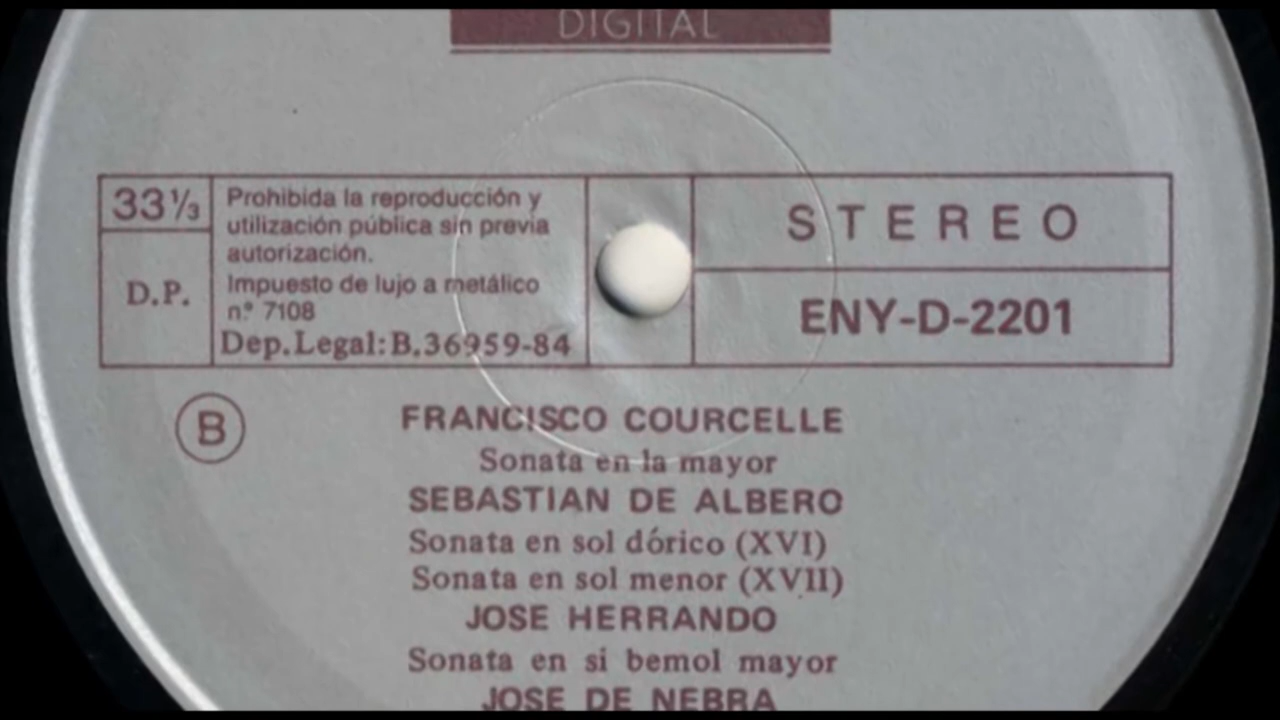 DIGITAL
33⅓
D.P.
Prohibida la reproducción y
utilización pública sin previa
autorización.
Impuesto de lujo a metálico
n.º 7108
Dep.Legal:B.36959-84
STEREO
ENY-D-2201
B
FRANCISCO COURCELLE
Sonata en la mayor
SEBASTIAN DE ALBERO
Sonata en sol dórico (XVI)
Sonata en sol menor (XVII)
JOSE HERRANDO
Sonata en si bemol mayor
JOSE DE NEBRA